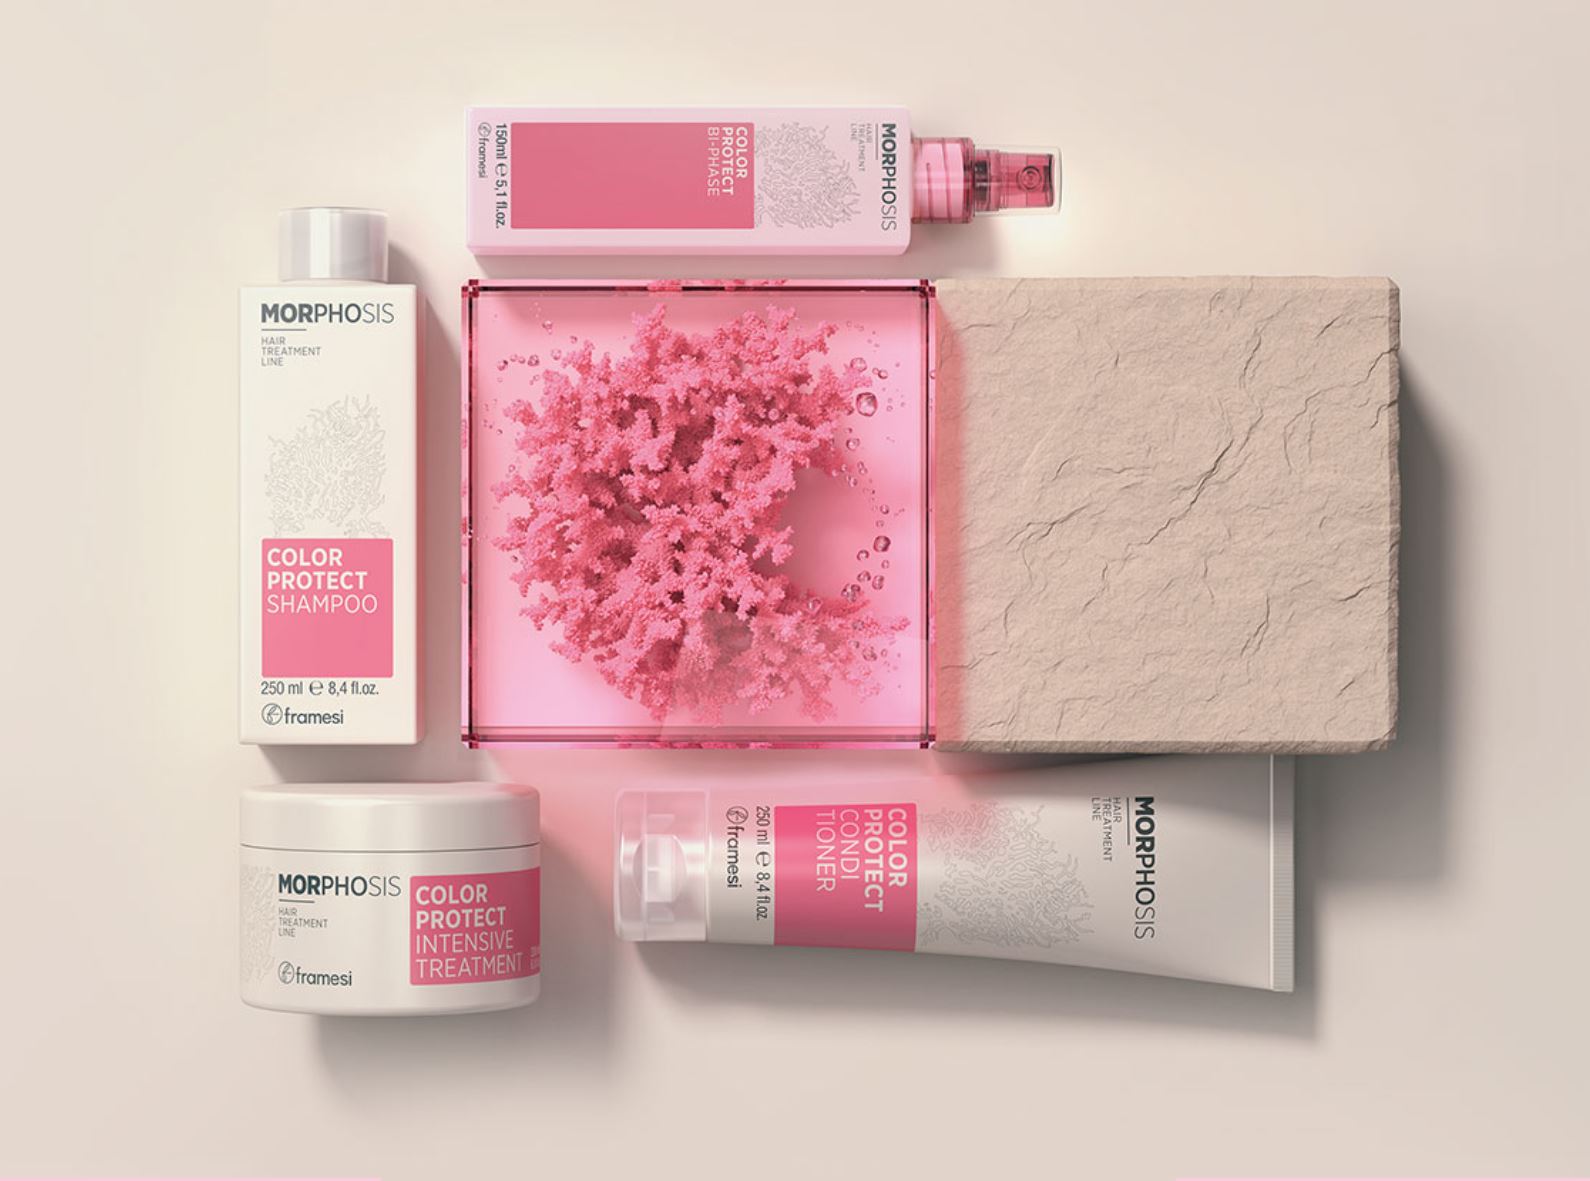 MORPHOSIS
HAIR
TREATMENT
LINE
COLOR
PROTECT
BI-PHASE
150ml ℮ 5,1 fl.oz.
framesi
MORPHOSIS
HAIR
TREATMENT
LINE
COLOR
PROTECT
SHAMPOO
250 ml ℮ 8,4 fl.oz.
framesi
MORPHOSIS
HAIR
TREATMENT
LINE
framesi
COLOR
PROTECT
INTENSIVE
TREATMENT
MORPHOSIS
HAIR
TREATMENT
LINE
COLOR
PROTECT
CONDI
TIONER
250 ml ℮ 8,4 fl.oz.
framesi